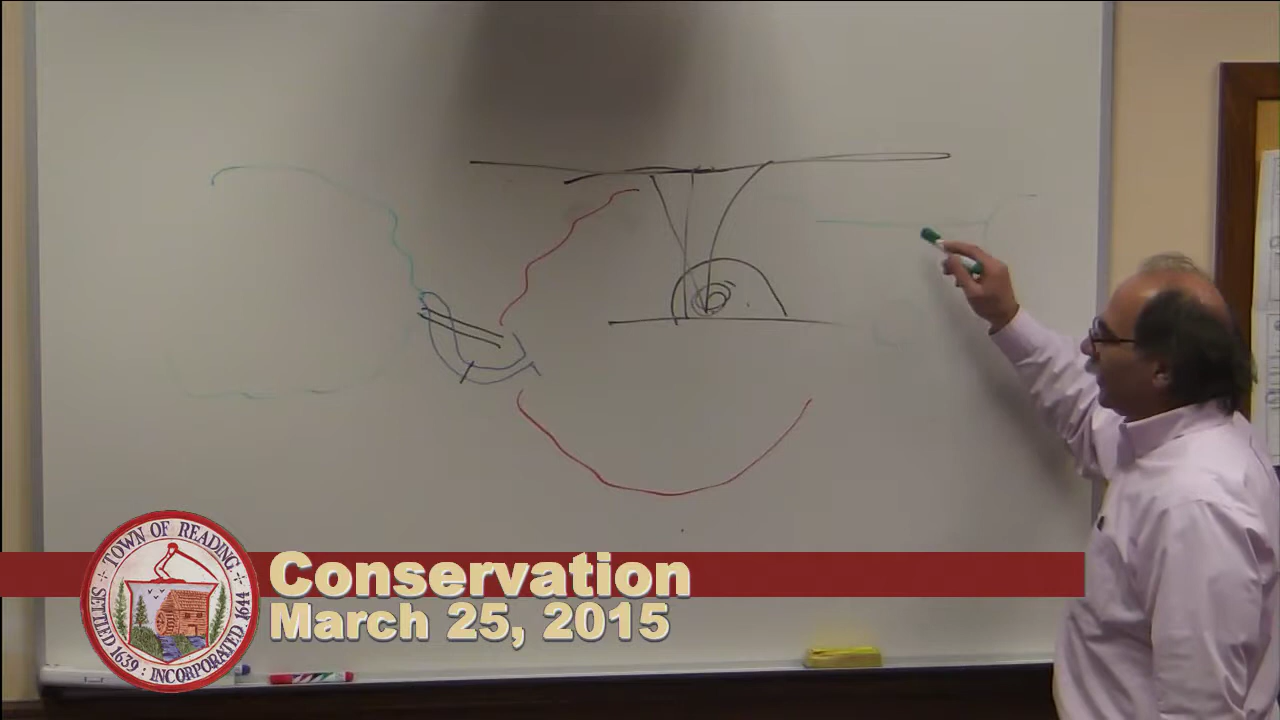 TOWN OF READING
SETTLED 1639 : INCORPORATED 1644
Conservation
March 25, 2015